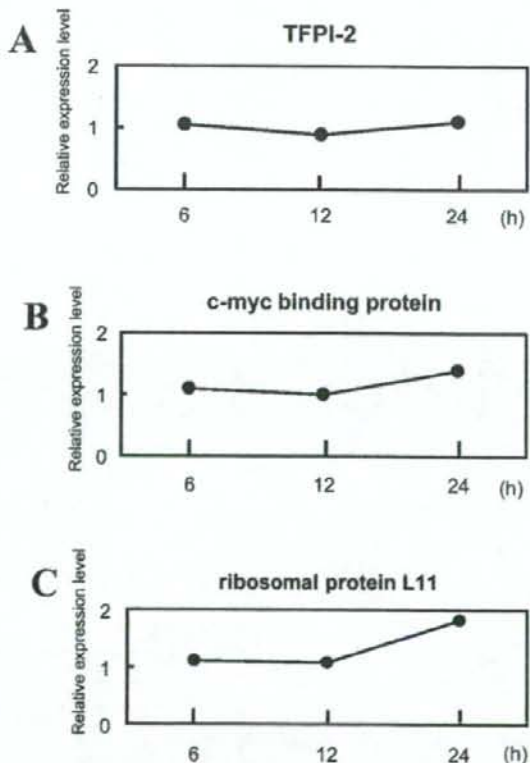 A
TFPI-2
Relative expression level
2
1
0
6 12 24 (h)
B
c-myc binding protein
Relative expression level
2
1
0
6 12 24 (h)
C
ribosomal protein L11
Relative expression level
2
1
0
6 12 24 (h)